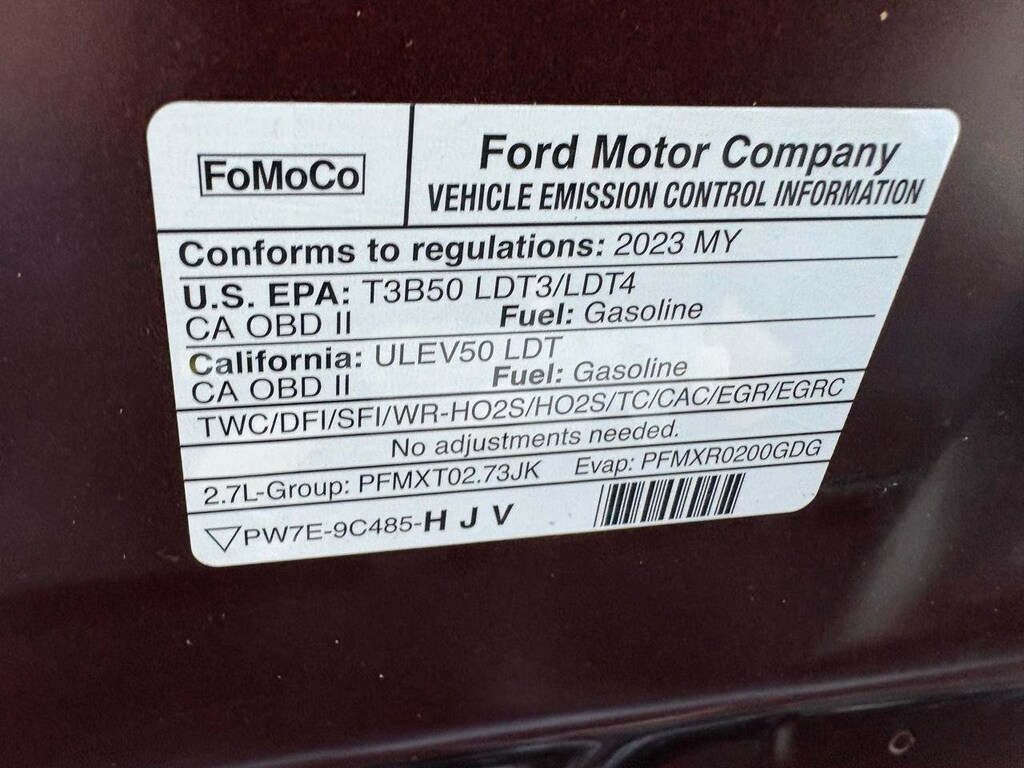 FoMoCo
Ford Motor Company
VEHICLE EMISSION CONTROL INFORMATION
Conforms to regulations: 2023 MY
U.S. EPA: T3B50 LDT3/LDT4
CA OBD II Fuel: Gasoline
California: ULEV50 LDT
CA OBD II Fuel: Gasoline
TWC/DFI/SFI/WR-HO2S/HO2S/TC/CAC/EGR/EGRC
No adjustments needed.
2.7L-Group: PFMXT02.73JK Evap: PFMXR0200GDG
▽PW7E-9C485-H J V